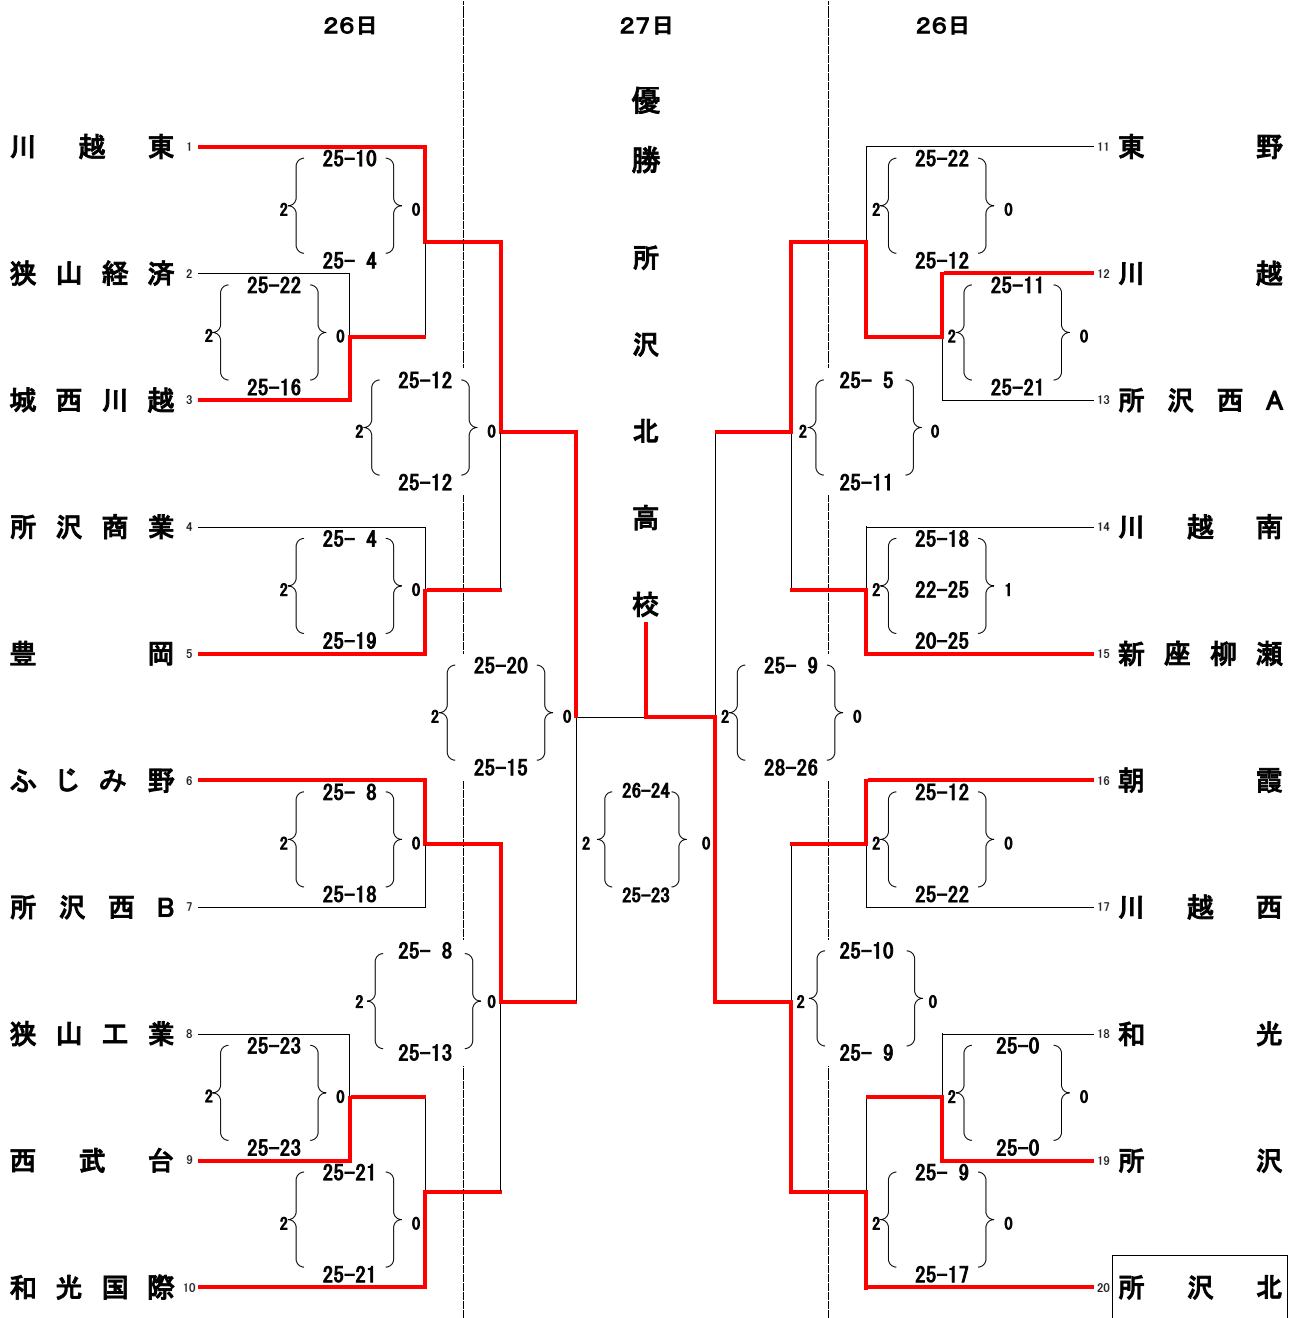 26日 27日 26日
優勝 所沢北高校
川越東 1
25-10
2 0
25- 4
狭山経済 2
25-22
2 0
25-16
城西川越 3
25-12
2 0
25-12
所沢商業 4
25- 4
2 0
25-19
豊岡 5
25-20
2 0
25-15
ふじみ野 6
25- 8
2 0
25-18
所沢西B 7
25- 8
2 0
25-13
狭山工業 8
25-23
2 0
25-23
西武台 9
25-21
2 0
25-21
和光国際 10
26-24
2 0
25-23
11 東野
25-22
2 0
25-12
12 川越
25-11
2 0
25-21
13 所沢西A
25- 5
2 0
25-11
14 川越南
25-18
2 22-25 1
20-25
15 新座柳瀬
25- 9
2 0
28-26
16 朝霞
25-12
2 0
25-22
17 川越西
25-10
2 0
25- 9
18 和光
25-0
2 0
25-0
19 所沢
25- 9
2 0
25-17
20 所沢北